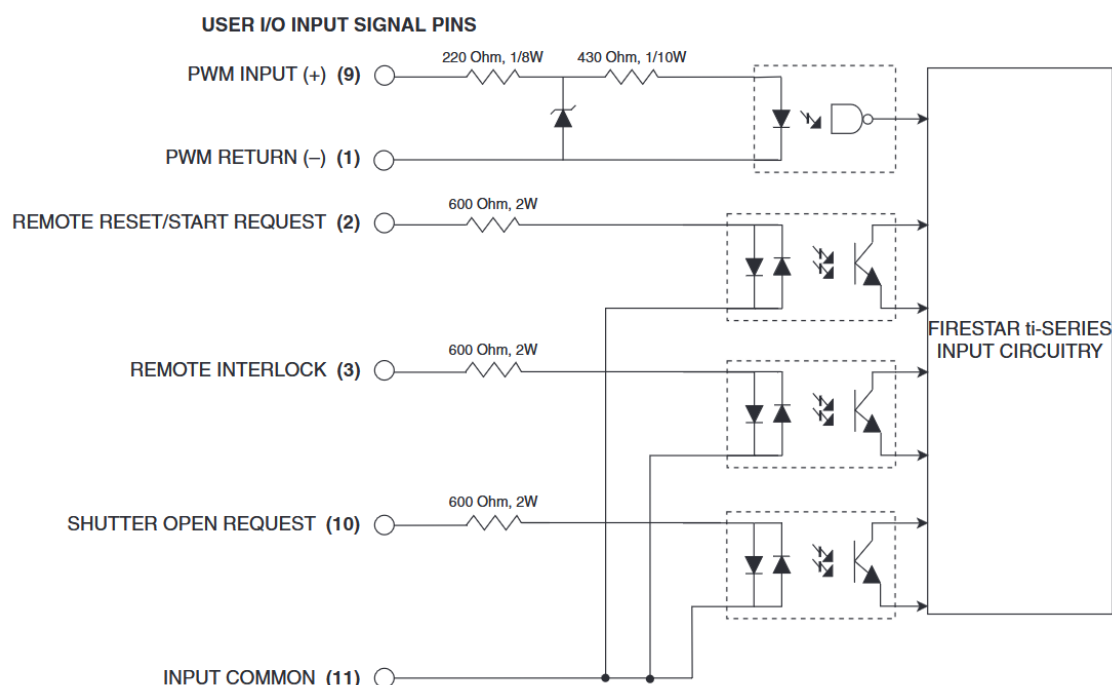 USER I/O INPUT SIGNAL PINS
220 Ohm, 1/8W
430 Ohm, 1/10W
PWM INPUT (+) (9)
PWM RETURN (–) (1)
600 Ohm, 2W
REMOTE RESET/START REQUEST (2)
FIRESTAR ti-SERIES
INPUT CIRCUITRY
600 Ohm, 2W
REMOTE INTERLOCK (3)
600 Ohm, 2W
SHUTTER OPEN REQUEST (10)
INPUT COMMON (11)